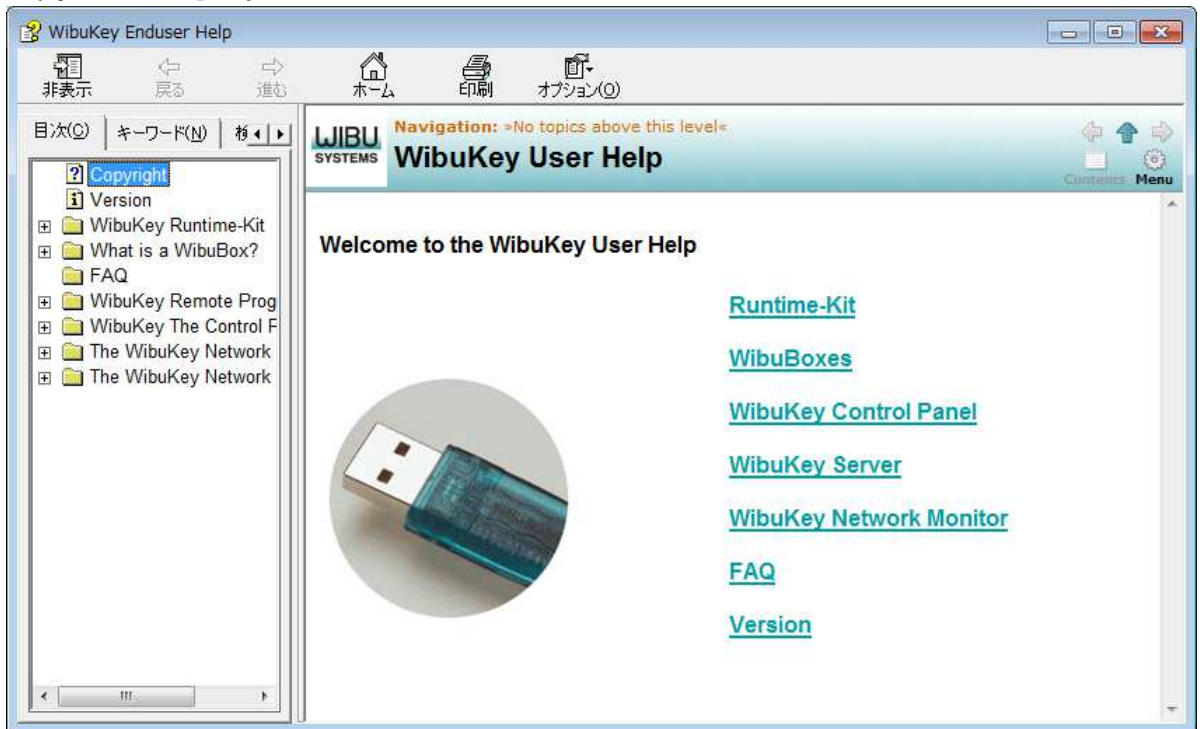 WibuKey Enduser Help
非表示 戻る 進む ホーム 印刷 オプション(O)
目次(C) キーワード(N)
Copyright
Version
WibuKey Runtime-Kit
What is a WibuBox?
FAQ
WibuKey Remote Prog
WibuKey The Control
The WibuKey Network
The WibuKey Network
WIBU SYSTEMS
Navigation: »No topics above this level«
WibuKey User Help
Contents Menu
Welcome to the WibuKey User Help
Runtime-Kit
WibuBoxes
WibuKey Control Panel
WibuKey Server
WibuKey Network Monitor
FAQ
Version